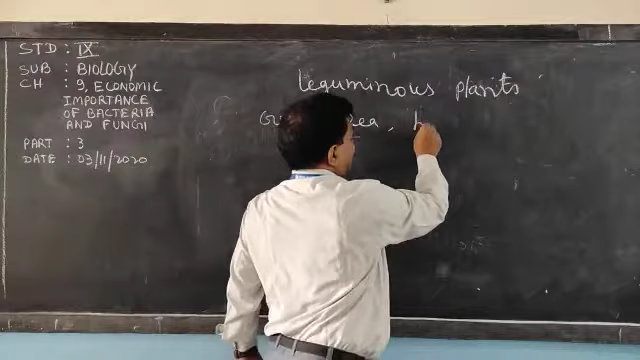 STD : IX
SUB : BIOLOGY
CH : 9, ECONOMIC
IMPORTANCE
OF BACTERIA
AND FUNGI
PART : 3
DATE : 03/11/2020
Leguminous plants